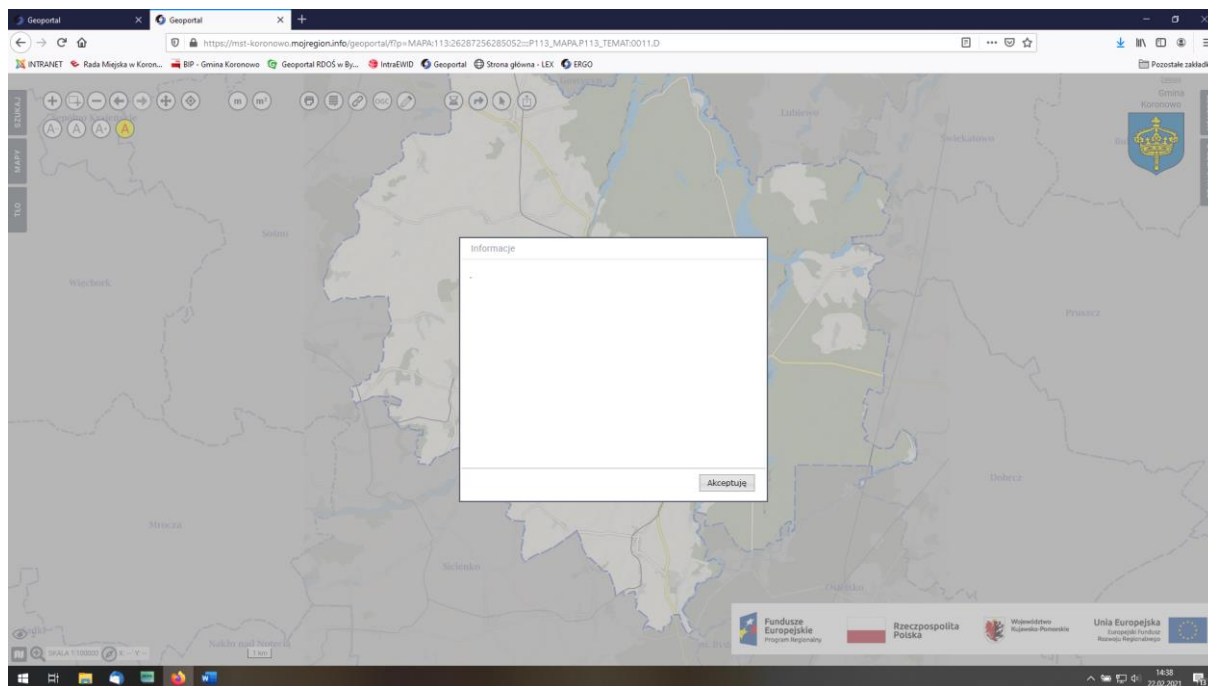 Geoportal
Geoportal
https://mst-koronowo.mojregion.info/geoportal/f?p=MAPA:113:26287256285052::::P113_MAPA,P113_TEMAT:0011,D
INTRANET
Rada Miejska w Koron...
BIP - Gmina Koronowo
Geoportal RDOŚ w By...
IntraEWID
Geoportal
Strona główna - LEX
ERGO
Pozostałe zakładki
SZUKAJ
MAPY
TŁO
m
m²
OGC
A
A
A
A
Gmina
Koronowo
Lubiewo
Świekatowo
Sośno
Więcbork
Pruszcz
Informacje
.
Akceptuję
Dobrcz
Mrocza
Sicienko
Osielsko
Nakło nad Notecią
SKALA 1:100000
X -- Y --
1 km
Fundusze
Europejskie
Program Regionalny
Rzeczpospolita
Polska
Województwo
Kujawsko-Pomorskie
Unia Europejska
Europejski Fundusz
Rozwoju Regionalnego
14:38
22.02.2021